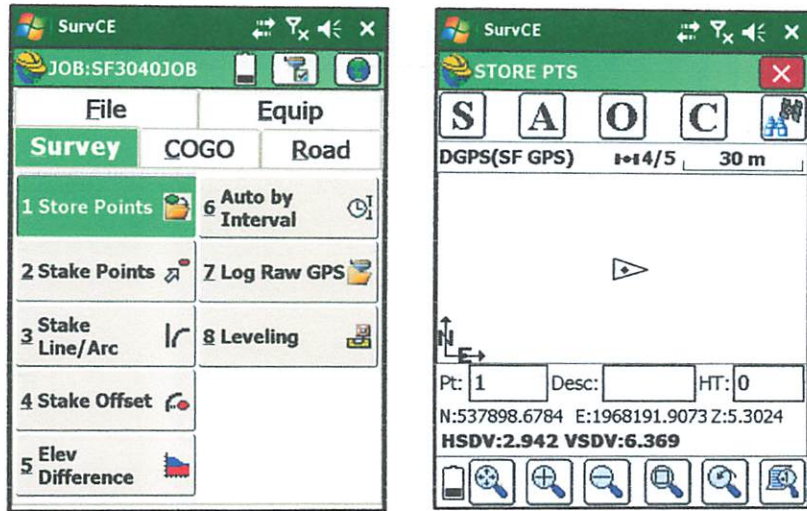 SurvCE
JOB:SF3040JOB
File Equip
Survey COGO Road
1 Store Points
6 Auto by Interval
2 Stake Points
7 Log Raw GPS
3 Stake Line/Arc
8 Leveling
4 Stake Offset
5 Elev Difference
SurvCE
STORE PTS
S A O C
DGPS(SF GPS) 4/5 30 m
N
E
Pt: 1 Desc: HT: 0
N:537898.6784 E:1968191.9073 Z:5.3024
HSDV:2.942 VSDV:6.369